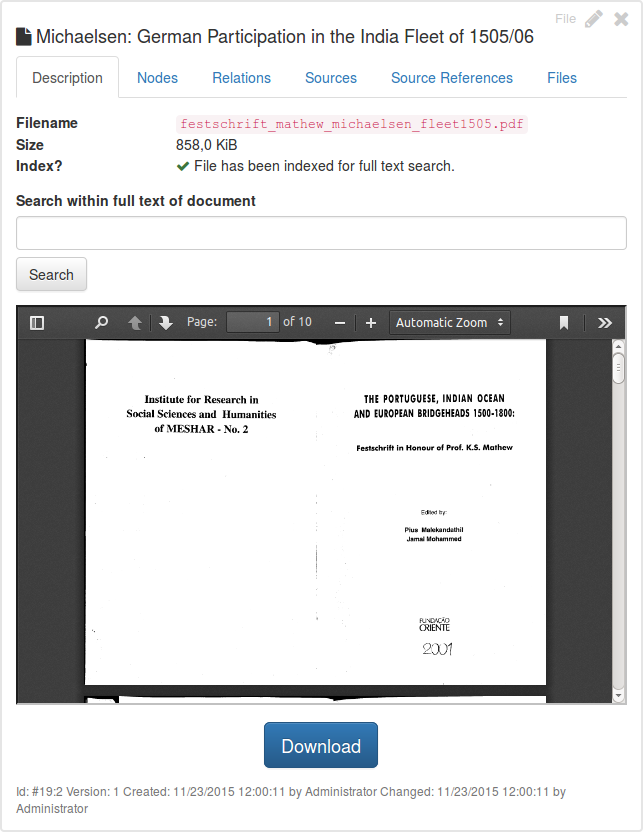 File
Michaelsen: German Participation in the India Fleet of 1505/06
Description Nodes Relations Sources Source References Files
Filename festschrift_mathew_michaelsen_fleet1505.pdf
Size 858,0 KiB
Index? File has been indexed for full text search.
Search within full text of document
Search
Page: 1 of 10 Automatic Zoom
Institute for Research in
Social Sciences and Humanities
of MESHAR - No. 2
THE PORTUGUESE, INDIAN OCEAN
AND EUROPEAN BRIDGEHEADS 1500-1800:
Festschrift in Honour of Prof. K.S. Mathew
Edited by:
Pius Malekandathil
Jamal Mohammed
FUNDAÇÃO
ORIENTE
2001
Download
Id: #19:2 Version: 1 Created: 11/23/2015 12:00:11 by Administrator Changed: 11/23/2015 12:00:11 by
Administrator